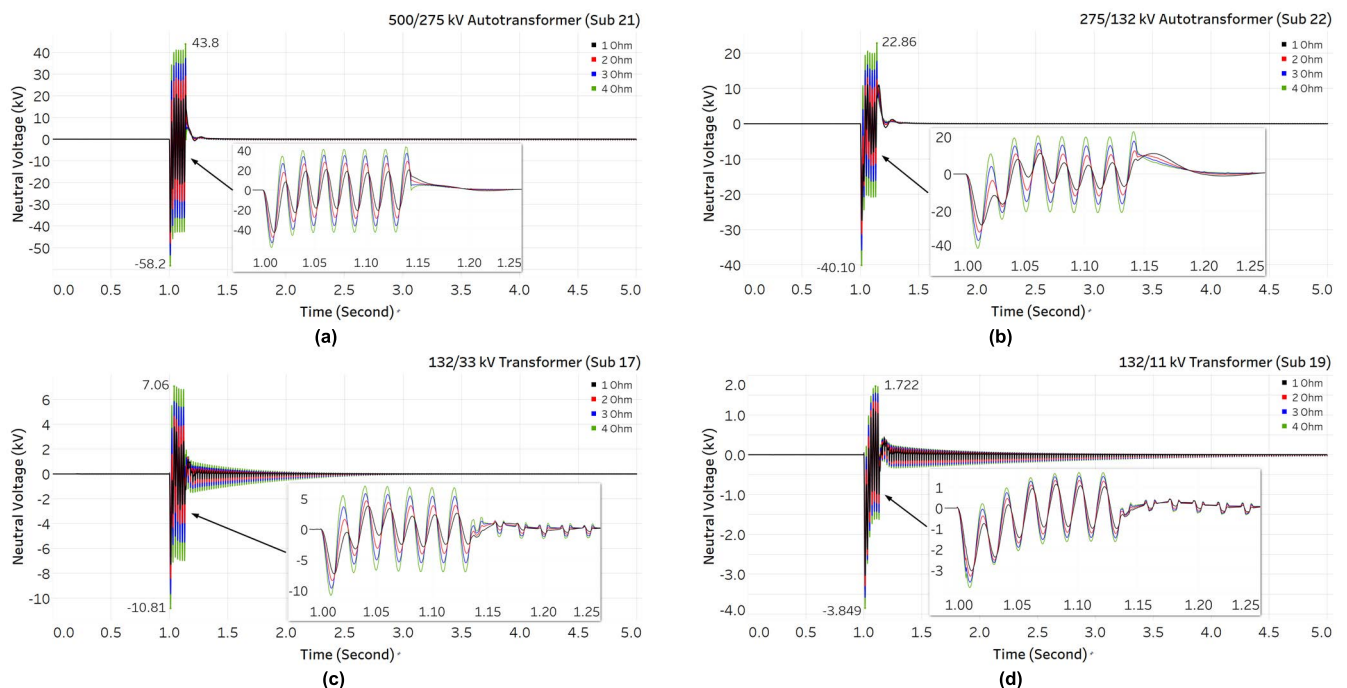 500/275 kV Autotransformer (Sub 21)
43.8
1 Ohm
2 Ohm
3 Ohm
4 Ohm
Neutral Voltage (kV)
40
30
20
10
0
-10
-20
-30
-40
-50
-58.2
40
20
0
-20
-40
1.00 1.05 1.10 1.15 1.20 1.25
0.0 0.5 1.0 1.5 2.0 2.5 3.0 3.5 4.0 4.5 5.0
Time (Second)
(a)
275/132 kV Autotransformer (Sub 22)
22.86
1 Ohm
2 Ohm
3 Ohm
4 Ohm
Neutral Voltage (kV)
20
10
0
-10
-20
-30
-40
-40.10
20
0
-20
-40
1.00 1.05 1.10 1.15 1.20 1.25
0.0 0.5 1.0 1.5 2.0 2.5 3.0 3.5 4.0 4.5 5.0
Time (Second)
(b)
132/33 kV Transformer (Sub 17)
7.06
1 Ohm
2 Ohm
3 Ohm
4 Ohm
Neutral Voltage (kV)
6
4
2
0
-2
-4
-6
-8
-10
-10.81
5
0
-5
-10
1.00 1.05 1.10 1.15 1.20 1.25
0.0 0.5 1.0 1.5 2.0 2.5 3.0 3.5 4.0 4.5 5.0
Time (Second)
(c)
132/11 kV Transformer (Sub 19)
1.722
1 Ohm
2 Ohm
3 Ohm
4 Ohm
Neutral Voltage (kV)
2.0
1.0
0.0
-1.0
-2.0
-3.0
-4.0
-3.849
1
0
-1
-2
-3
1.00 1.05 1.10 1.15 1.20 1.25
0.0 0.5 1.0 1.5 2.0 2.5 3.0 3.5 4.0 4.5 5.0
Time (Second)
(d)